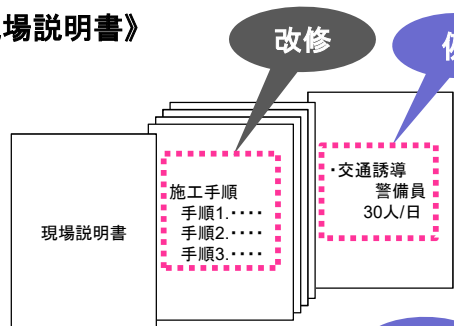 場説明書》
改修
現場説明書
施工手順
手順1.‥‥
手順2.‥‥
手順3.‥‥
・交通誘導
警備員
30人/日